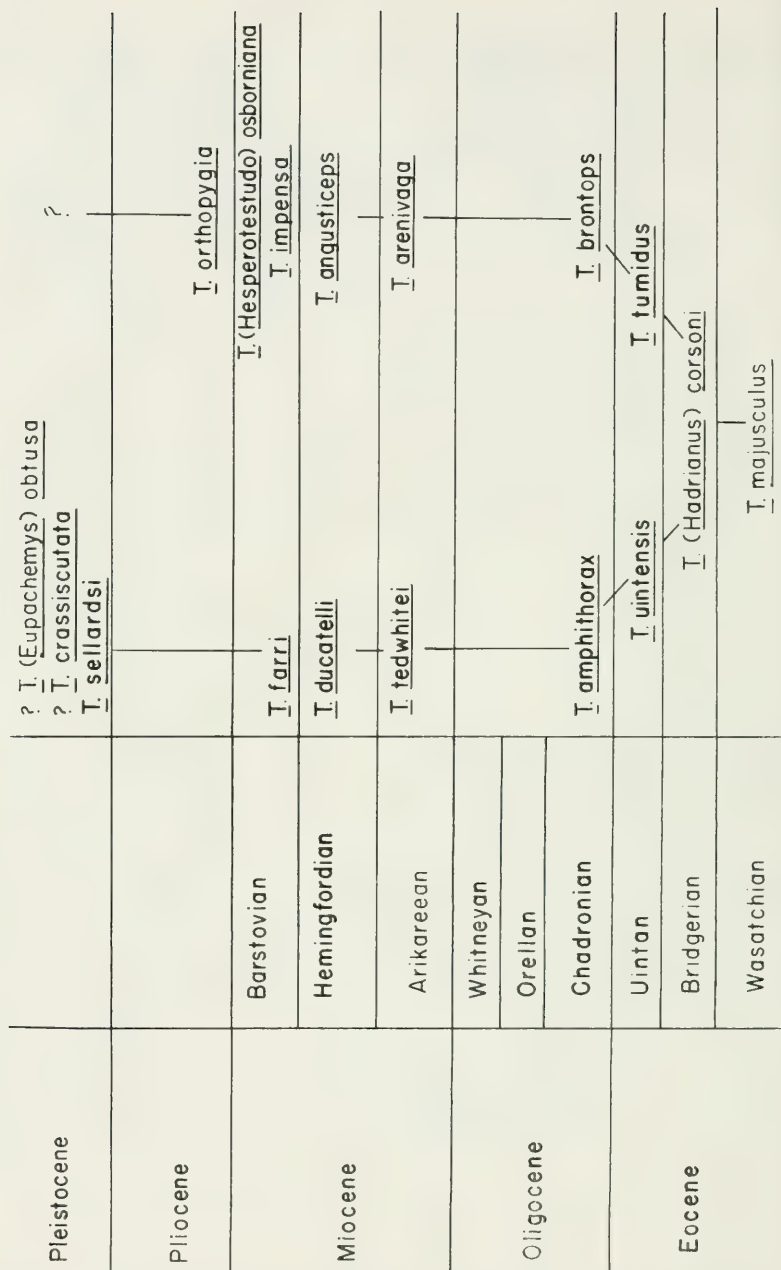 Pleistocene
Pliocene
Miocene
Oligocene
Eocene
Barstovian
Hemingfordian
Arikareean
Whitneyan
Orellan
Chadronian
Uintan
Bridgerian
Wasatchian
?. T. (Eupachemys) obtusa
? T. crassiscutata
T. sellardsi
?.
T. orthopygia
T. (Hesperotestudo) osborniana
T. farri
T. impensa
T. ducatelli
T. angusticeps
T. tedwhitei
T. arenivaga
T. amphithorax
T. brontops
T. uintensis
T. tumidus
T. (Hadrianus) corsoni
T. majusculus